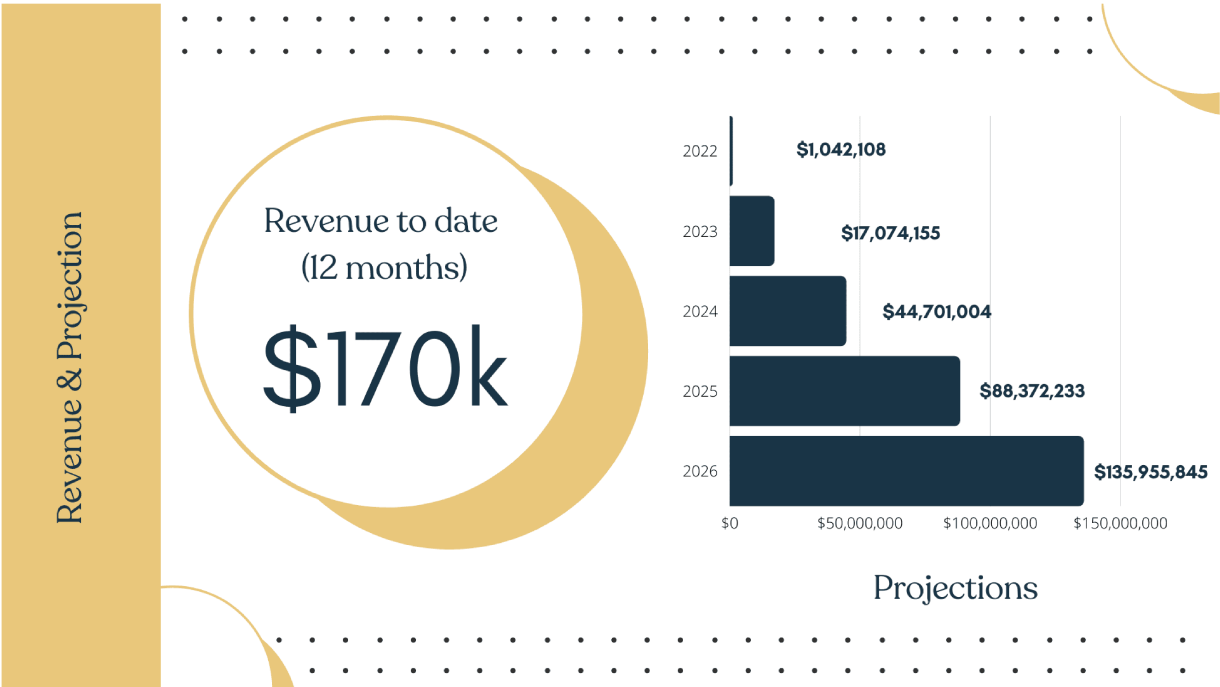 Revenue & Projection
Revenue to date
(12 months)
$170k
2022 $1,042,108
2023 $17,074,155
2024 $44,701,004
2025 $88,372,233
2026 $135,955,845
$0 $50,000,000 $100,000,000 $150,000,000
Projections